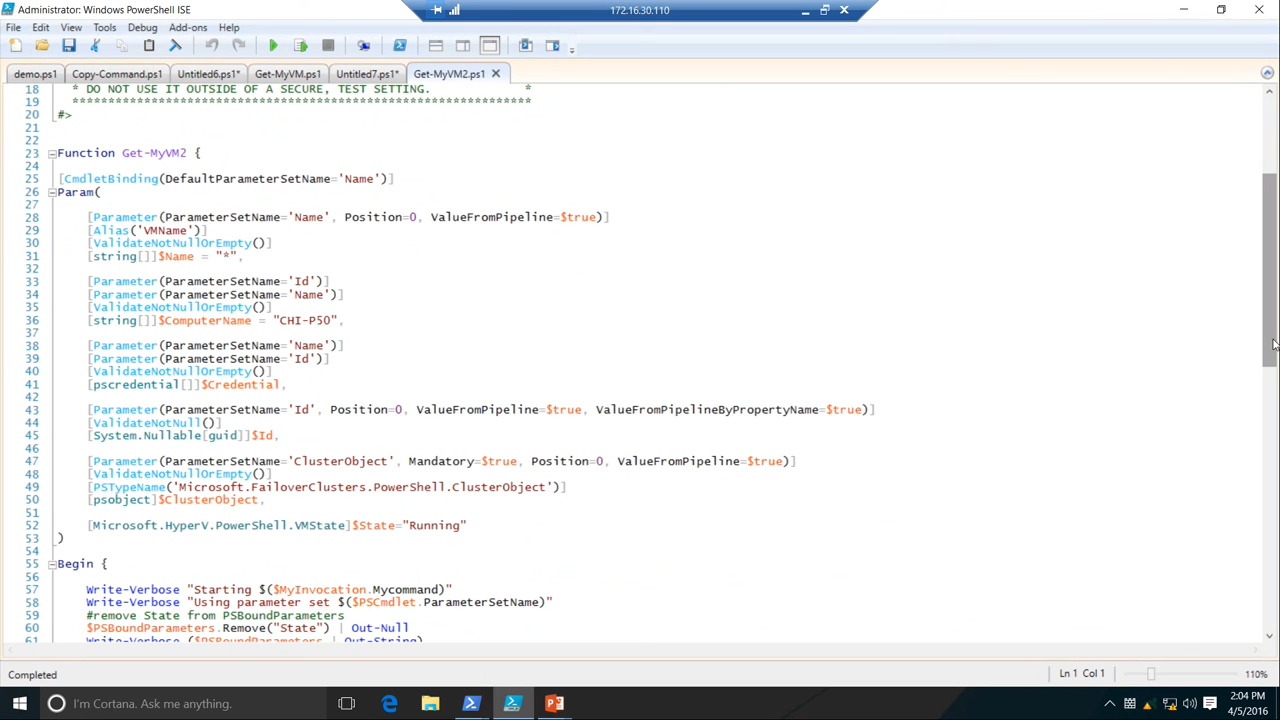 Administrator: Windows PowerShell ISE
172.16.30.110
File Edit View Tools Debug Add-ons Help
demo.ps1 Copy-Command.ps1 Untitled6.ps1* Get-MyVM.ps1 Untitled7.ps1* Get-MyVM2.ps1
18 * DO NOT USE IT OUTSIDE OF A SECURE, TEST SETTING. *
19 ****************************************************************
20 #>
21
22
23 Function Get-MyVM2 {
24
25 [CmdletBinding(DefaultParameterSetName='Name')]
26 Param(
27
28 [Parameter(ParameterSetName='Name', Position=0, ValueFromPipeline=$true)]
29 [Alias('VMName')]
30 [ValidateNotNullOrEmpty()]
31 [string[]]$Name = "*",
32
33 [Parameter(ParameterSetName='Id')]
34 [Parameter(ParameterSetName='Name')]
35 [ValidateNotNullOrEmpty()]
36 [string[]]$ComputerName = "CHI-P50",
37
38 [Parameter(ParameterSetName='Name')]
39 [Parameter(ParameterSetName='Id')]
40 [ValidateNotNullOrEmpty()]
41 [pscredential[]]$Credential,
42
43 [Parameter(ParameterSetName='Id', Position=0, ValueFromPipeline=$true, ValueFromPipelineByPropertyName=$true)]
44 [ValidateNotNull()]
45 [System.Nullable[guid]]$Id,
46
47 [Parameter(ParameterSetName='ClusterObject', Mandatory=$true, Position=0, ValueFromPipeline=$true)]
48 [ValidateNotNullOrEmpty()]
49 [PSTypeName('Microsoft.FailoverClusters.PowerShell.ClusterObject')]
50 [psobject]$ClusterObject,
51
52 [Microsoft.HyperV.PowerShell.VMState]$State="Running"
53 )
54
55 Begin {
56
57 Write-Verbose "Starting $($MyInvocation.Mycommand)"
58 Write-Verbose "Using parameter set $($PSCmdlet.ParameterSetName)"
59 #remove State from PSBoundParameters
60 $PSBoundParameters.Remove("State") | Out-Null
61 Write-Verbose ($PSBoundParameters | Out-String)
Completed
Ln 1 Col 1
110%
I'm Cortana. Ask me anything.
2:04 PM
4/5/2016